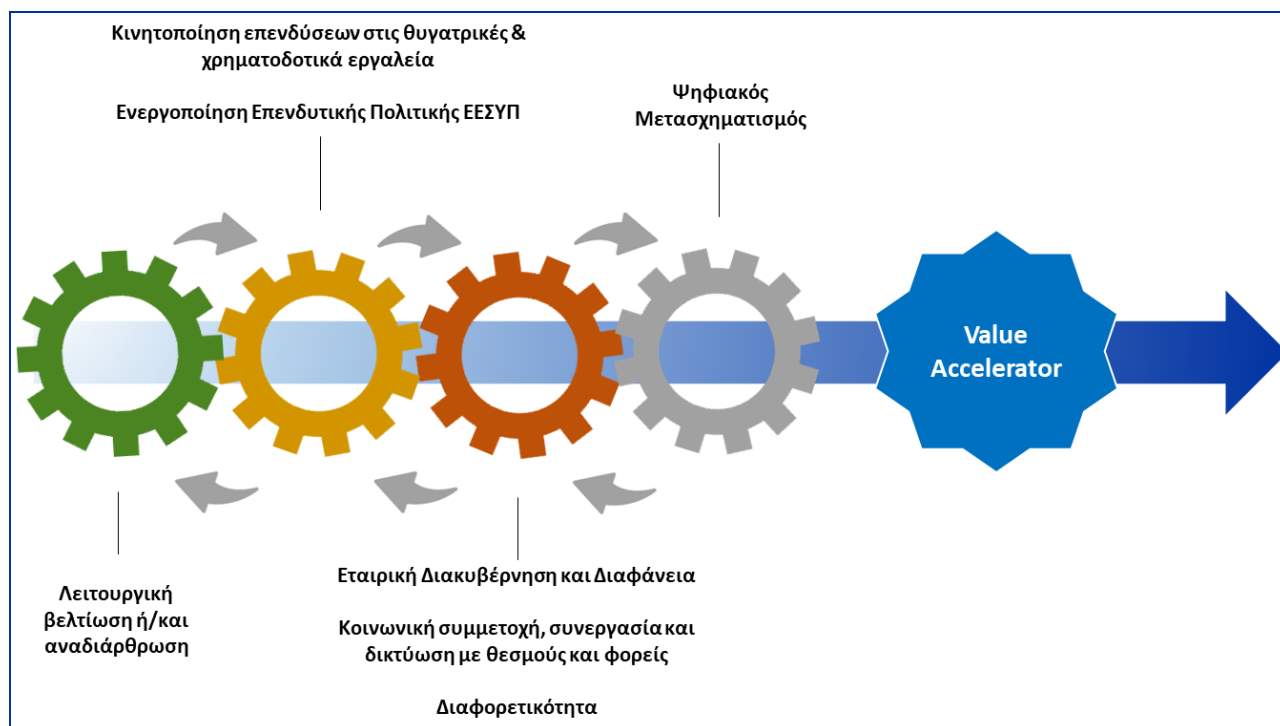 Κινητοποίηση επενδύσεων στις θυγατρικές &
χρηματοδοτικά εργαλεία
Ενεργοποίηση Επενδυτικής Πολιτικής ΕΕΣΥΠ
Ψηφιακός
Μετασχηματισμός
Value
Accelerator
Λειτουργική
βελτίωση ή/και
αναδιάρθρωση
Εταιρική Διακυβέρνηση και Διαφάνεια
Κοινωνική συμμετοχή, συνεργασία και
δικτύωση με θεσμούς και φορείς
Διαφορετικότητα